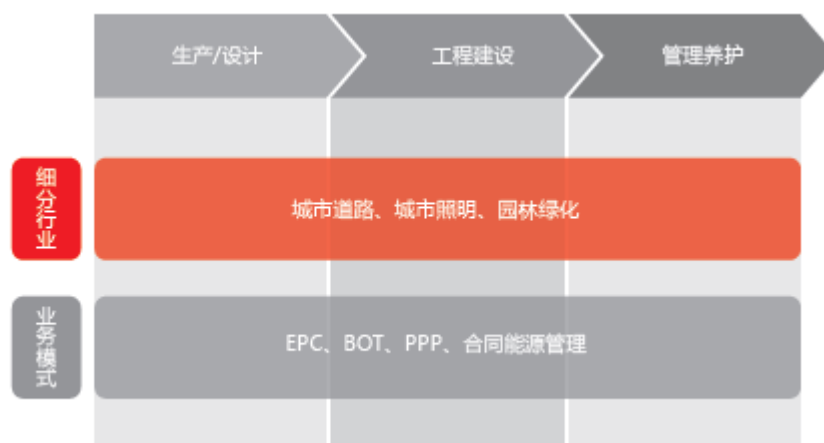 生产/设计
工程建设
管理养护
细分行业
城市道路、城市照明、园林绿化
业务模式
EPC、BOT、PPP、合同能源管理